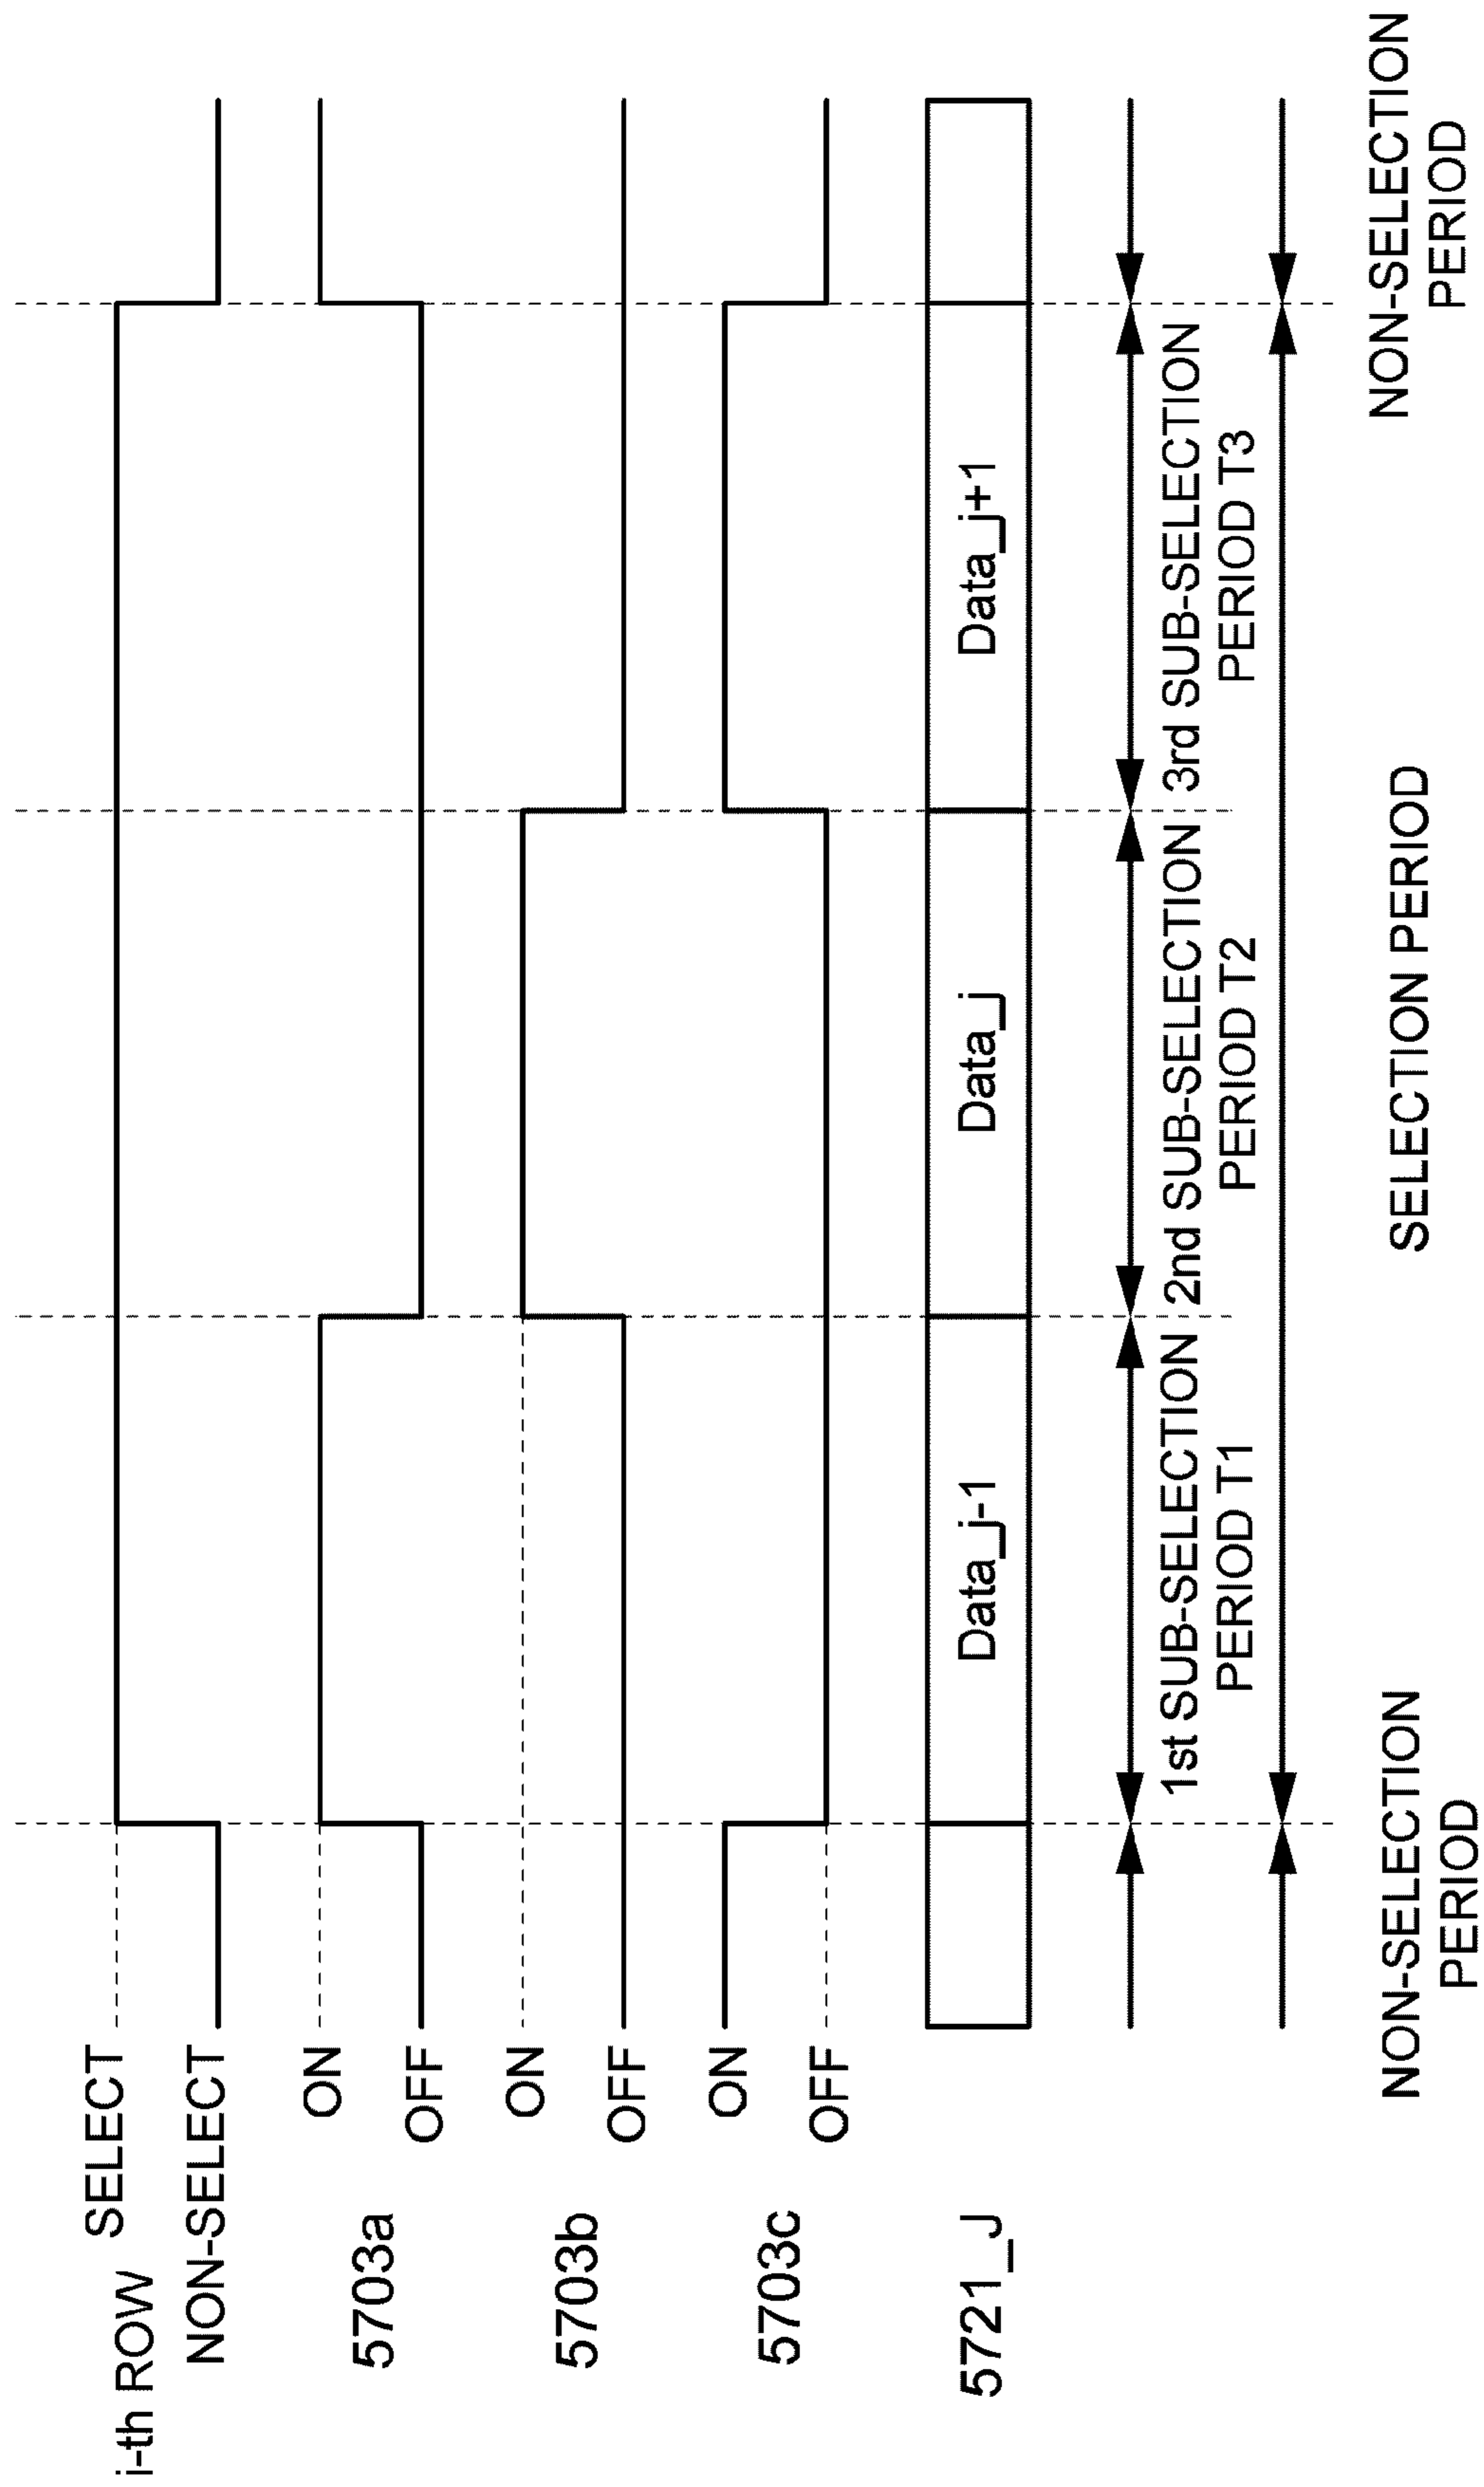 i-th ROW
SELECT
NON-SELECT
5703a
ON
OFF
5703b
ON
OFF
5703c
ON
OFF
5721_J
Data_j-1
Data_j
Data_j+1
1st SUB-SELECTION
PERIOD T1
2nd SUB-SELECTION
PERIOD T2
3rd SUB-SELECTION
PERIOD T3
NON-SELECTION
PERIOD
SELECTION PERIOD
NON-SELECTION
PERIOD